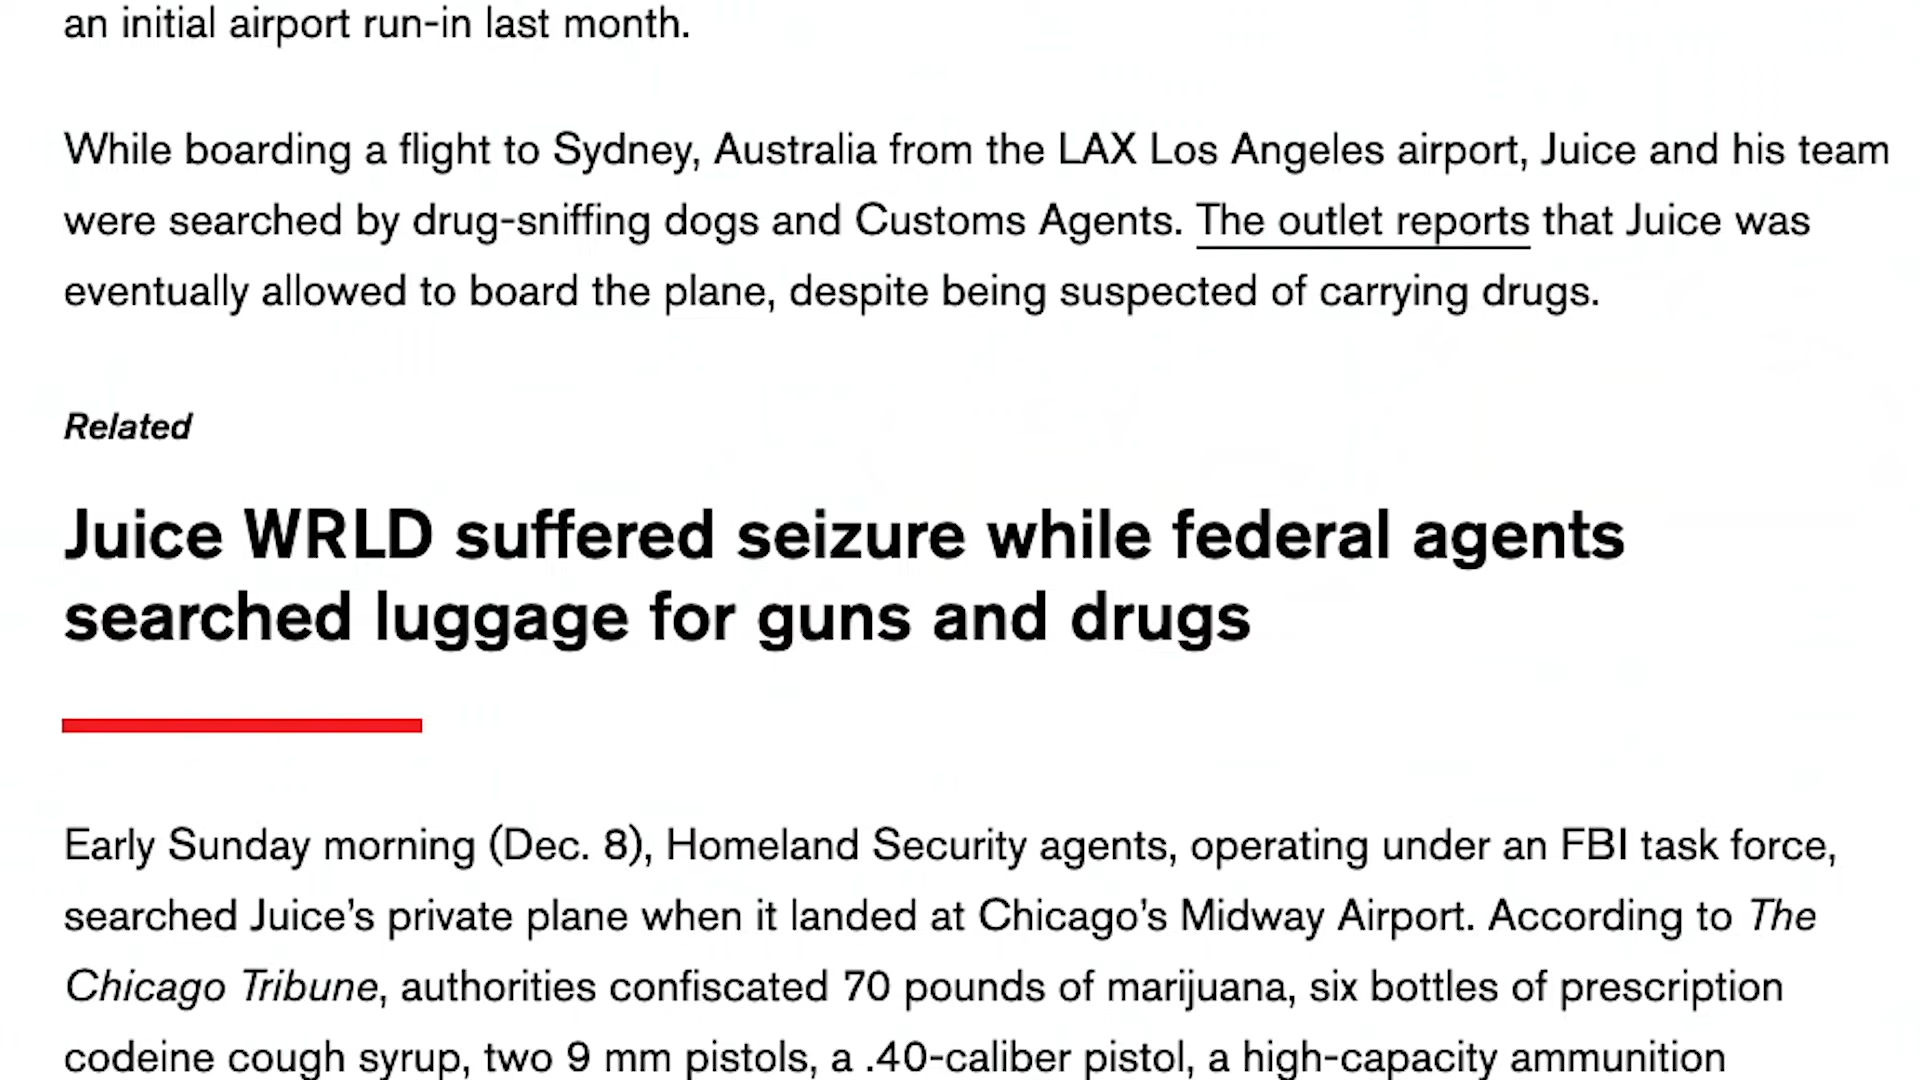 an initial airport run-in last month.
While boarding a flight to Sydney, Australia from the LAX Los Angeles airport, Juice and his team
were searched by drug-sniffing dogs and Customs Agents. The outlet reports that Juice was
eventually allowed to board the plane, despite being suspected of carrying drugs.
Related
Juice WRLD suffered seizure while federal agents
searched luggage for guns and drugs
Early Sunday morning (Dec. 8), Homeland Security agents, operating under an FBI task force,
searched Juice’s private plane when it landed at Chicago’s Midway Airport. According to The
Chicago Tribune, authorities confiscated 70 pounds of marijuana, six bottles of prescription
codeine cough syrup, two 9 mm pistols, a .40-caliber pistol, a high-capacity ammunition